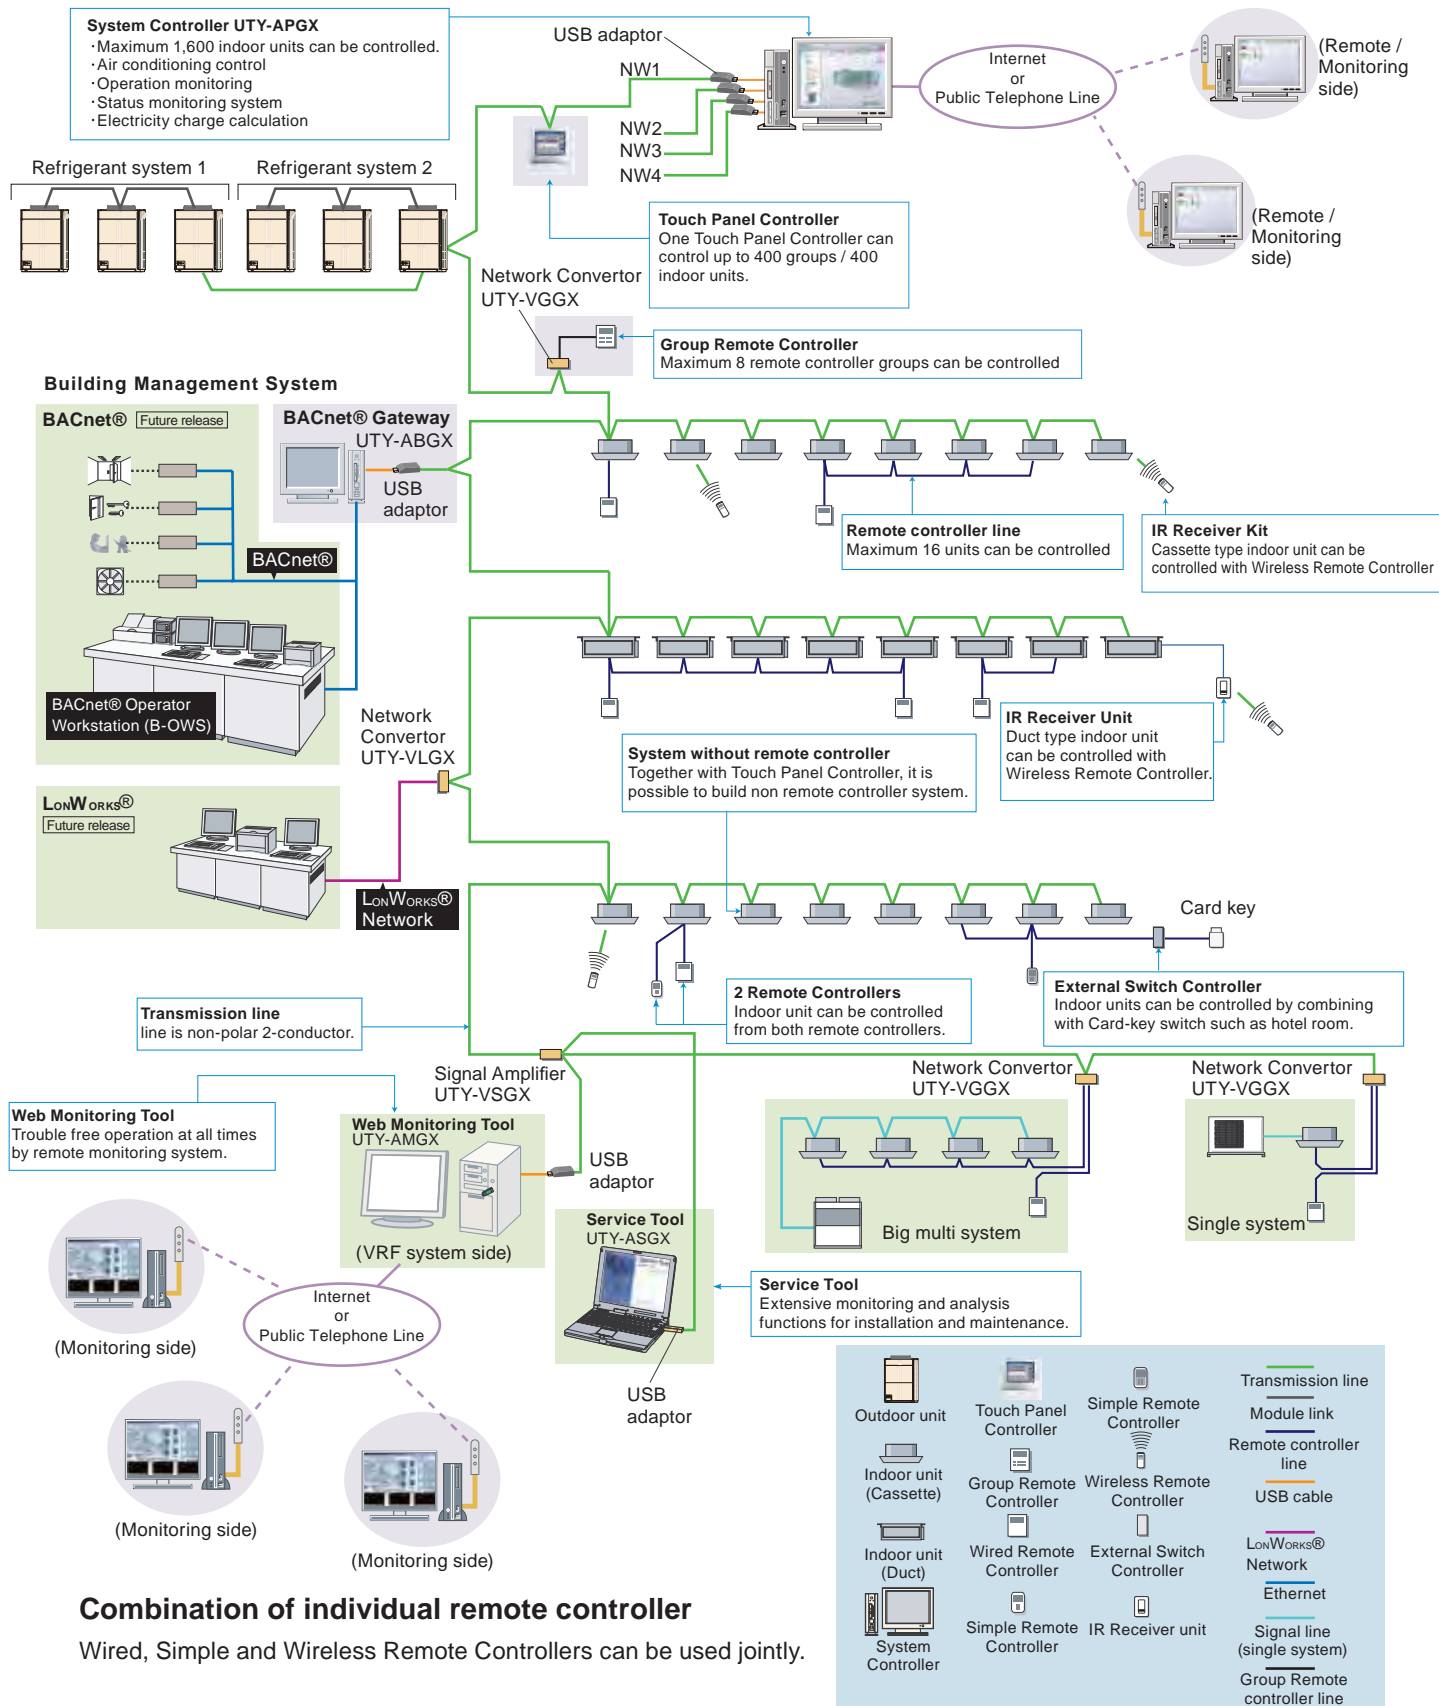 System Controller UTY-APGX
・Maximum 1,600 indoor units can be controlled.
・Air conditioning control
・Operation monitoring
・Status monitoring system
・Electricity charge calculation
USB adaptor
NW1
NW2
NW3
NW4
Internet
or
Public Telephone Line
(Remote /
Monitoring
side)
(Remote /
Monitoring
side)
Refrigerant system 1
Refrigerant system 2
Touch Panel Controller
One Touch Panel Controller can
control up to 400 groups / 400
indoor units.
Network Convertor
UTY-VGGX
Group Remote Controller
Maximum 8 remote controller groups can be controlled
Building Management System
BACnet® Future release
BACnet® Gateway
UTY-ABGX
USB
adaptor
BACnet®
BACnet® Operator
Workstation (B-OWS)
Remote controller line
Maximum 16 units can be controlled
IR Receiver Kit
Cassette type indoor unit can be
controlled with Wireless Remote Controller
Network
Convertor
UTY-VLGX
System without remote controller
Together with Touch Panel Controller, it is
possible to build non remote controller system.
IR Receiver Unit
Duct type indoor unit
can be controlled with
Wireless Remote Controller.
LONWORKS®
Future release
LONWORKS®
Network
Card key
Transmission line
line is non-polar 2-conductor.
2 Remote Controllers
Indoor unit can be controlled
from both remote controllers.
External Switch Controller
Indoor units can be controlled by combining
with Card-key switch such as hotel room.
Signal Amplifier
UTY-VSGX
Network Convertor
UTY-VGGX
Network Convertor
UTY-VGGX
Web Monitoring Tool
Trouble free operation at all times
by remote monitoring system.
Web Monitoring Tool
UTY-AMGX
(VRF system side)
USB
adaptor
Service Tool
UTY-ASGX
Big multi system
Single system
Service Tool
Extensive monitoring and analysis
functions for installation and maintenance.
USB
adaptor
Internet
or
Public Telephone Line
(Monitoring side)
(Monitoring side)
(Monitoring side)
Outdoor unit
Touch Panel
Controller
Simple Remote
Controller
Transmission line
Module link
Remote controller
line
Indoor unit
(Cassette)
Group Remote
Controller
Wireless Remote
Controller
USB cable
Indoor unit
(Duct)
Wired Remote
Controller
External Switch
Controller
LONWORKS®
Network
Ethernet
System
Controller
Simple Remote
Controller
IR Receiver unit
Signal line
(single system)
Group Remote
controller line
Combination of individual remote controller
Wired, Simple and Wireless Remote Controllers can be used jointly.